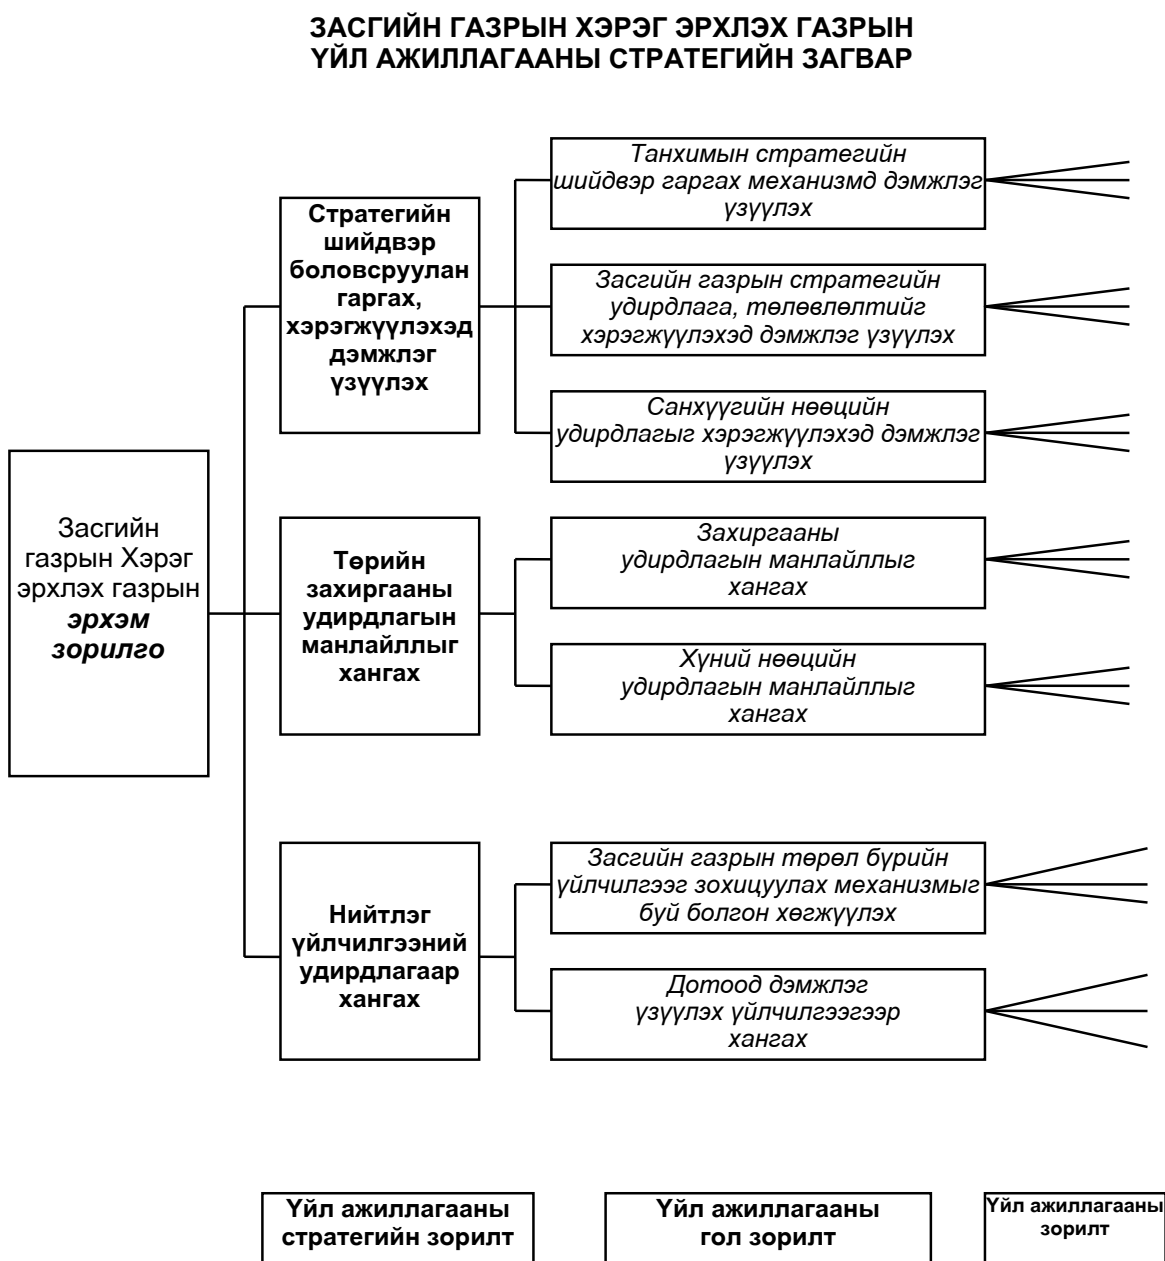 ЗАСГИЙН ГАЗРЫН ХЭРЭГ ЭРХЛЭХ ГАЗРЫН
ҮЙЛ АЖИЛЛАГААНЫ СТРАТЕГИЙН ЗАГВАР
Засгийн
газрын Хэрэг
эрхлэх газрын
эрхэм
зорилго
Стратегийн
шийдвэр
боловсруулан
гаргах,
хэрэгжүүлэхэд
дэмжлэг
үзүүлэх
Танхимын стратегийн
шийдвэр гаргах механизмд дэмжлэг
үзүүлэх
Засгийн газрын стратегийн
удирдлага, төлөвлөлтийг
хэрэгжүүлэхэд дэмжлэг үзүүлэх
Санхүүгийн нөөцийн
удирдлагыг хэрэгжүүлэхэд дэмжлэг
үзүүлэх
Төрийн
захиргааны
удирдлагын
манлайллыг
хангах
Захиргааны
удирдлагын манлайллыг
хангах
Хүний нөөцийн
удирдлагын манлайллыг
хангах
Нийтлэг
үйлчилгээний
удирдлагаар
хангах
Засгийн газрын төрөл бүрийн
үйлчилгээг зохицуулах механизмыг
буй болгон хөгжүүлэх
Дотоод дэмжлэг
үзүүлэх үйлчилгээгээр
хангах
Үйл ажиллагааны
стратегийн зорилт
Үйл ажиллагааны
гол зорилт
Үйл ажиллагааны
зорилт